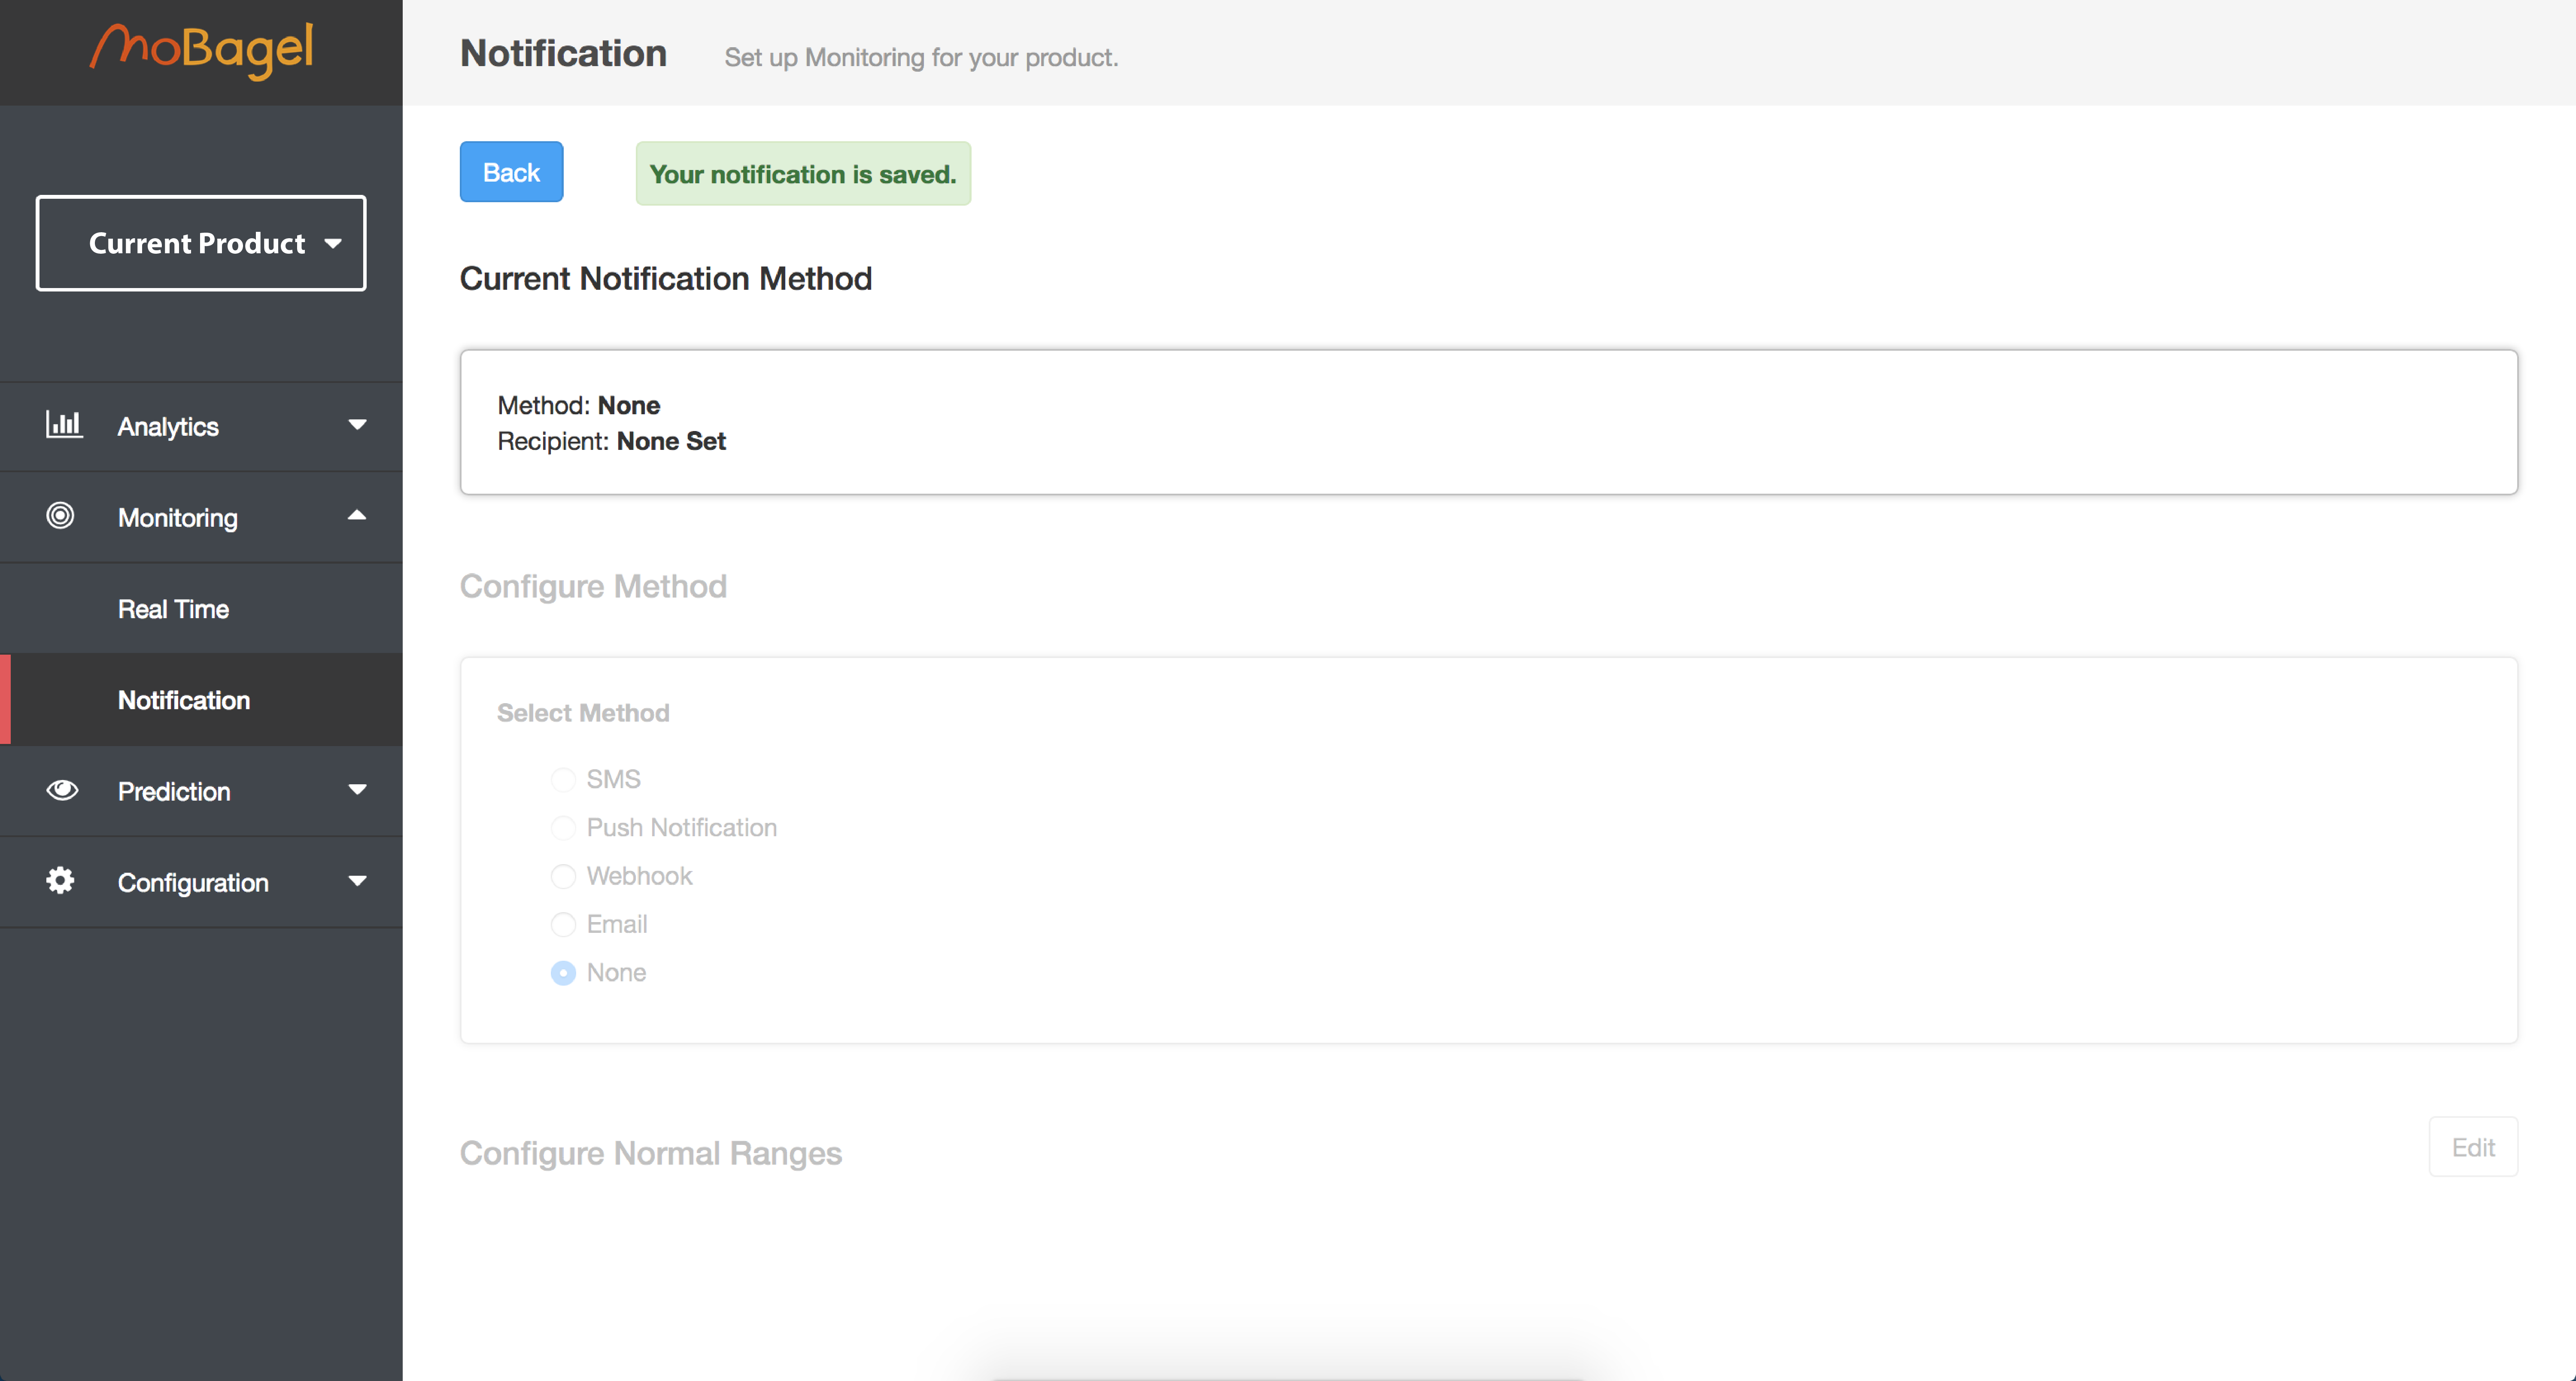 MoBagel
Notification
Set up Monitoring for your product.
Back
Your notification is saved.
Current Product
Current Notification Method
Method: None
Recipient: None Set
Analytics
Monitoring
Real Time
Notification
Prediction
Configuration
Configure Method
Select Method
SMS
Push Notification
Webhook
Email
None
Configure Normal Ranges
Edit